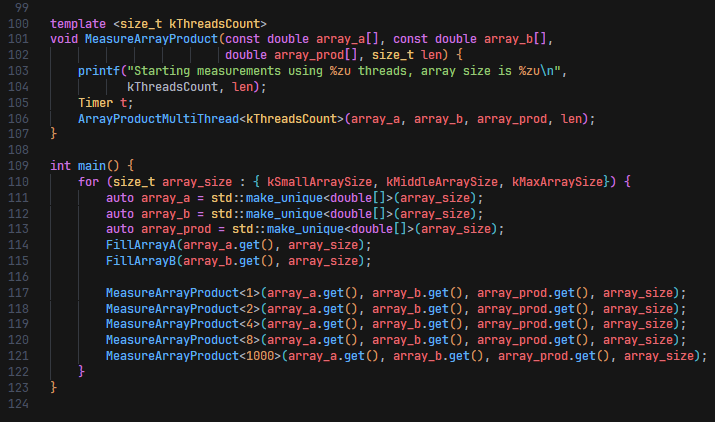 99
100 template <size_t kThreadsCount>
101 void MeasureArrayProduct(const double array_a[], const double array_b[],
102                          double array_prod[], size_t len) {
103     printf("Starting measurements using %zu threads, array size is %zu\n",
104            kThreadsCount, len);
105     Timer t;
106     ArrayProductMultiThread<kThreadsCount>(array_a, array_b, array_prod, len);
107 }
108
109 int main() {
110     for (size_t array_size : { kSmallArraySize, kMiddleArraySize, kMaxArraySize}) {
111         auto array_a = std::make_unique<double[]>(array_size);
112         auto array_b = std::make_unique<double[]>(array_size);
113         auto array_prod = std::make_unique<double[]>(array_size);
114         FillArrayA(array_a.get(), array_size);
115         FillArrayB(array_b.get(), array_size);
116
117         MeasureArrayProduct<1>(array_a.get(), array_b.get(), array_prod.get(), array_size);
118         MeasureArrayProduct<2>(array_a.get(), array_b.get(), array_prod.get(), array_size);
119         MeasureArrayProduct<4>(array_a.get(), array_b.get(), array_prod.get(), array_size);
120         MeasureArrayProduct<8>(array_a.get(), array_b.get(), array_prod.get(), array_size);
121         MeasureArrayProduct<1000>(array_a.get(), array_b.get(), array_prod.get(), array_size);
122     }
123 }
124